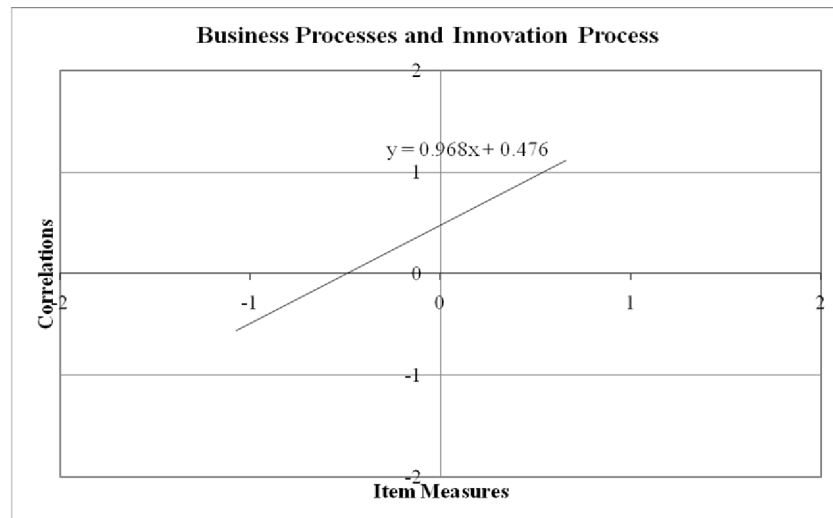 Business Processes and Innovation Process
2
y = 0.968x + 0.476
1
Correlations
0
-2 -1 0 1 2
-1
-2
Item Measures